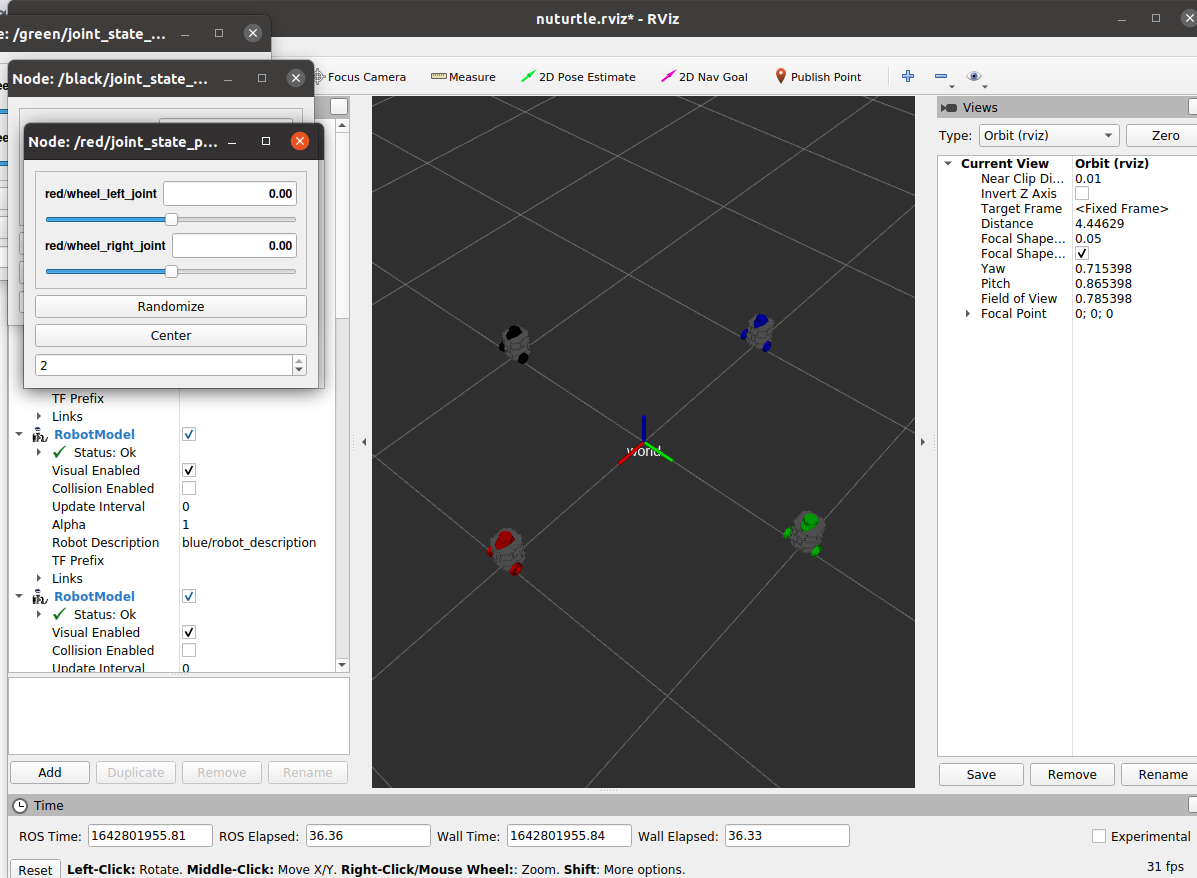 nuturtle.rviz* - RViz
e: /green/joint_state_...
Node: /black/joint_state_...
Focus Camera
Measure
2D Pose Estimate
2D Nav Goal
Publish Point
Node: /red/joint_state_p...
red/wheel_left_joint 0.00
red/wheel_right_joint 0.00
Randomize
Center
2
TF Prefix
Links
RobotModel
Status: Ok
Visual Enabled
Collision Enabled
Update Interval 0
Alpha 1
Robot Description blue/robot_description
TF Prefix
Links
RobotModel
Status: Ok
Visual Enabled
Collision Enabled
Update Interval 0
Add
Duplicate
Remove
Rename
world
Views
Type: Orbit (rviz) Zero
Current View Orbit (rviz)
Near Clip Di... 0.01
Invert Z Axis
Target Frame <Fixed Frame>
Distance 4.44629
Focal Shape... 0.05
Focal Shape...
Yaw 0.715398
Pitch 0.865398
Field of View 0.785398
Focal Point 0; 0; 0
Save
Remove
Rename
Time
ROS Time: 1642801955.81 ROS Elapsed: 36.36 Wall Time: 1642801955.84 Wall Elapsed: 36.33 Experimental
Reset Left-Click: Rotate. Middle-Click: Move X/Y. Right-Click/Mouse Wheel:: Zoom. Shift: More options. 31 fps